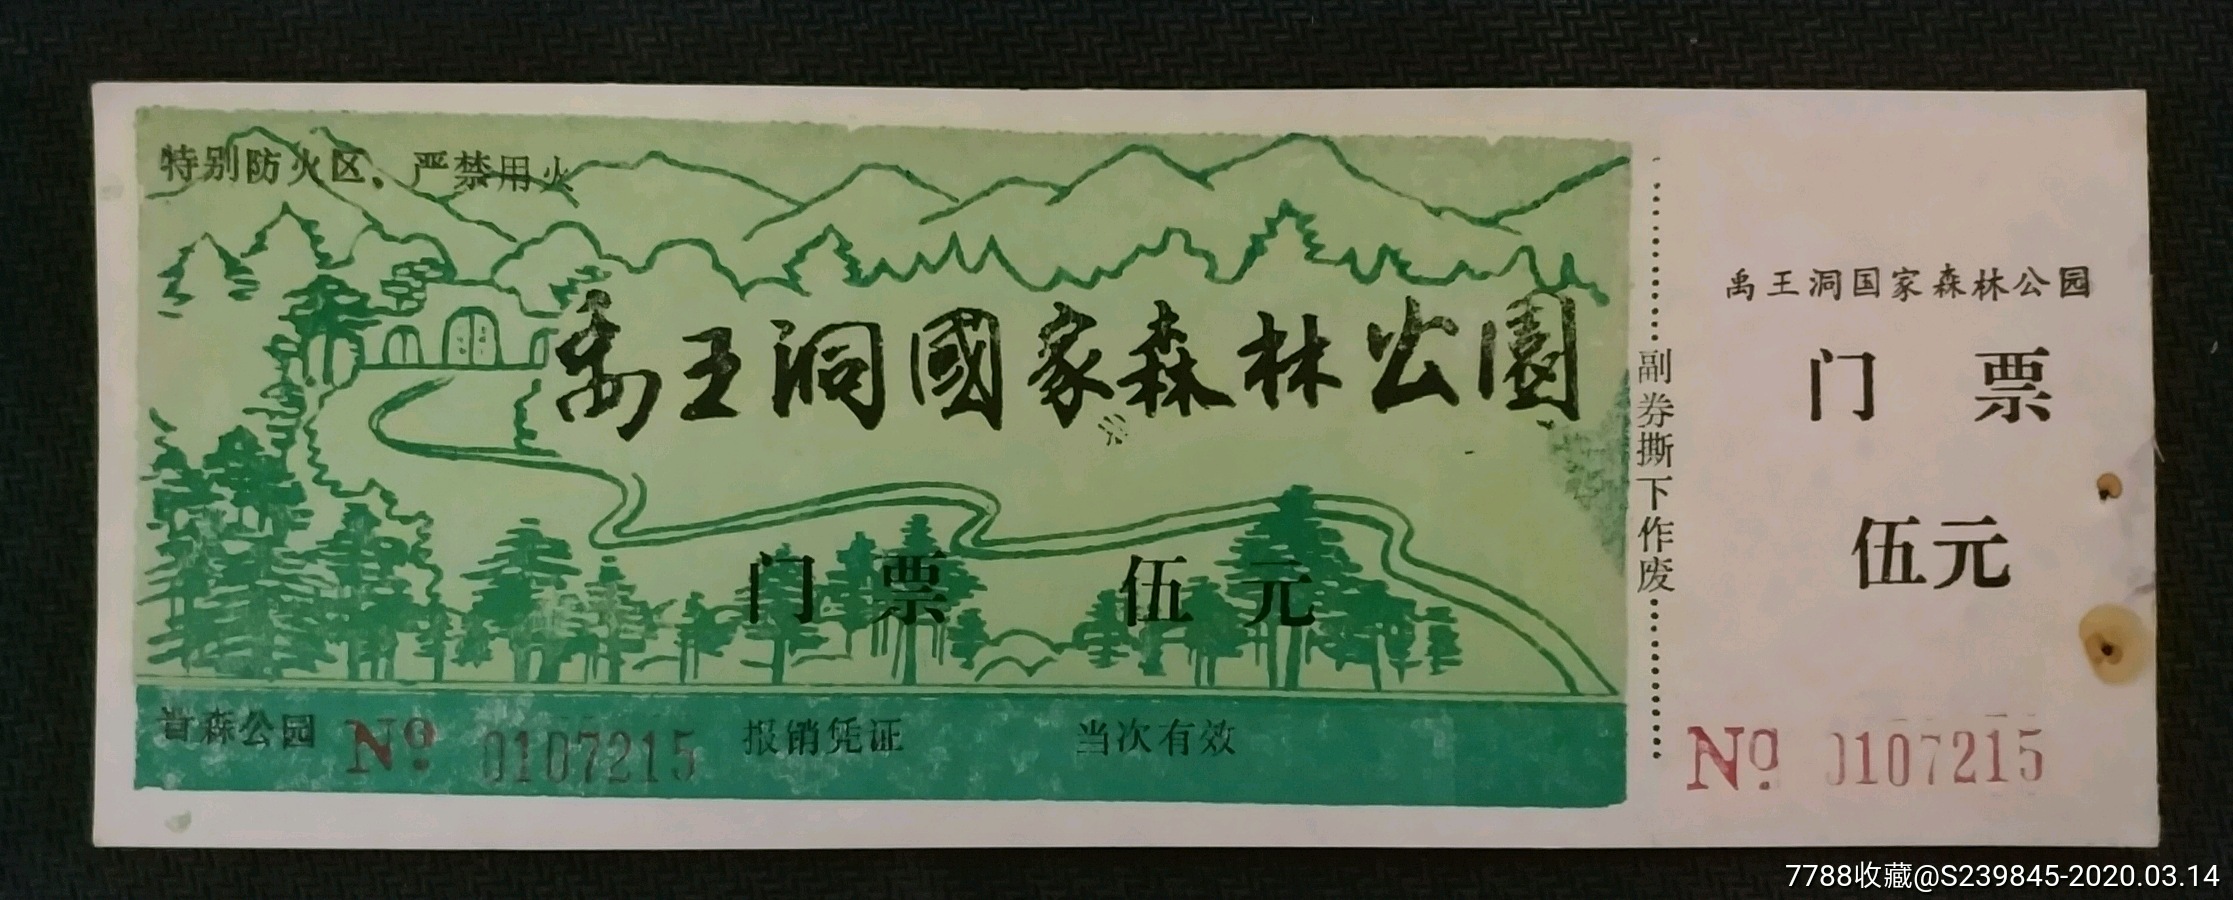 特别防火区、严禁用火
禹王洞國家森林公園
门票 伍元
首森公园 № 0107215 报销凭证 当次有效
副券撕下作废
禹王洞国家森林公园
门票
伍元
№ 0107215
7788收藏@S239845-2020.03.14